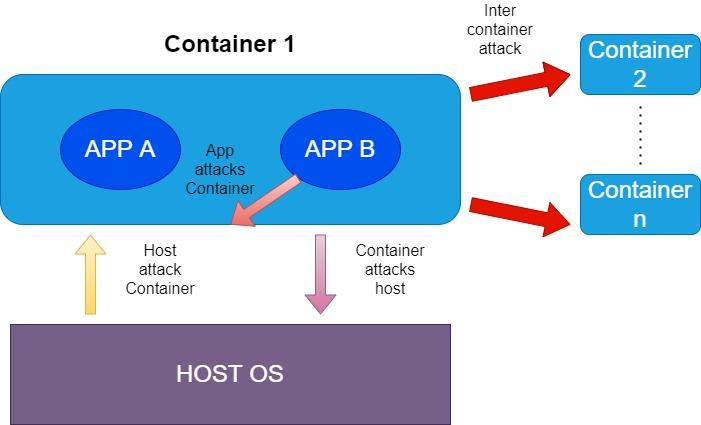 Inter
container
attack
Container 1
Container
2
APP A
App
attacks
Container
APP B
Container
n
Host
attack
Container
Container
attacks
host
HOST OS